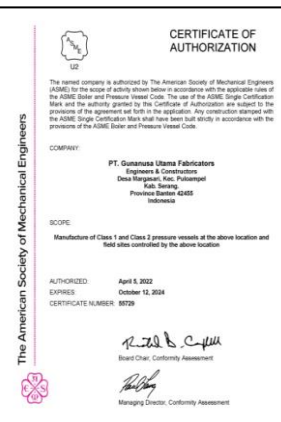 ASME
U2
CERTIFICATE OF
AUTHORIZATION
The named company is authorized by The American Society of Mechanical Engineers
(ASME) for the scope of activity shown below in accordance with the applicable rules of
the ASME Boiler and Pressure Vessel Code. The use of the ASME Single Certification
Mark and the authority granted by this Certificate of Authorization are subject to the
provisions of the agreement set forth in the application. Any construction stamped with
the ASME Single Certification Mark shall have been built strictly in accordance with the
provisions of the ASME Boiler and Pressure Vessel Code.
COMPANY:
PT. Gunanusa Utama Fabricators
Engineers & Constructors
Desa Margasari, Kec. Puloampel
Kab. Serang.
Province Banten 42455
Indonesia
SCOPE:
Manufacture of Class 1 and Class 2 pressure vessels at the above location and
field sites controlled by the above location
AUTHORIZED: April 5, 2022
EXPIRES: October 12, 2024
CERTIFICATE NUMBER: 55729
Board Chair, Conformity Assessment
Managing Director, Conformity Assessment
The American Society of Mechanical Engineers